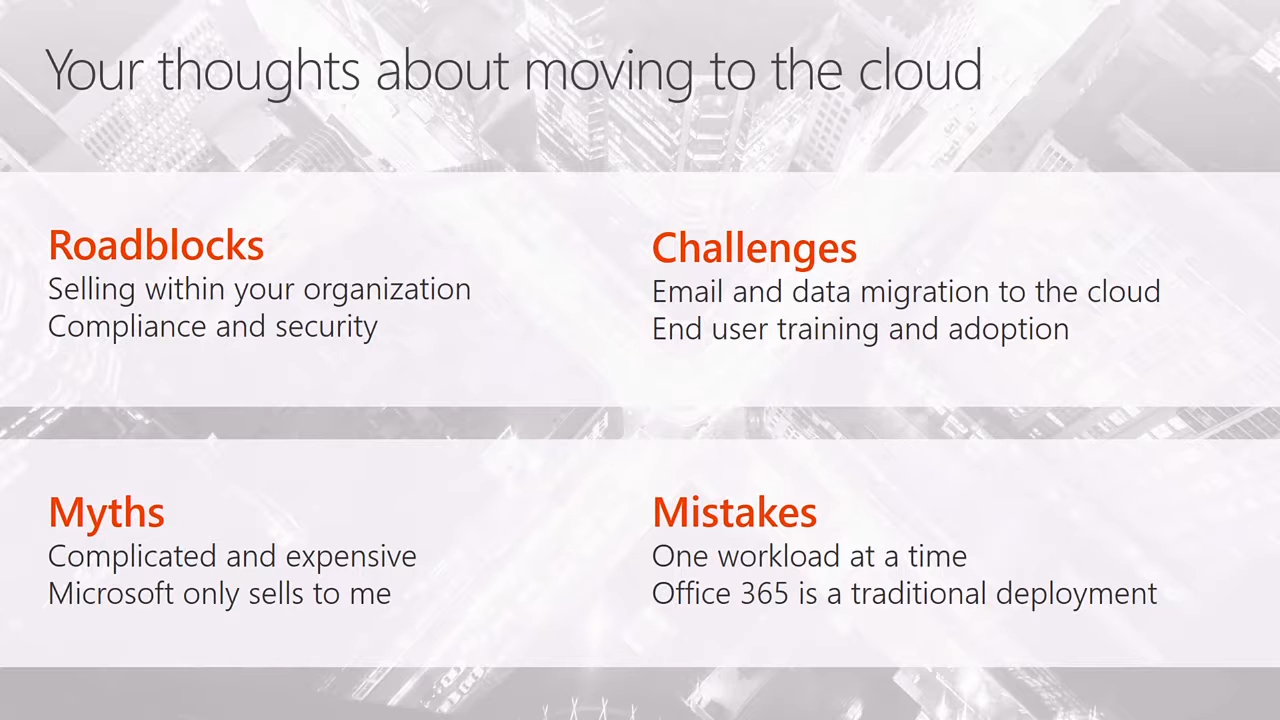 Your thoughts about moving to the cloud
Roadblocks
Selling within your organization
Compliance and security
Challenges
Email and data migration to the cloud
End user training and adoption
Myths
Complicated and expensive
Microsoft only sells to me
Mistakes
One workload at a time
Office 365 is a traditional deployment